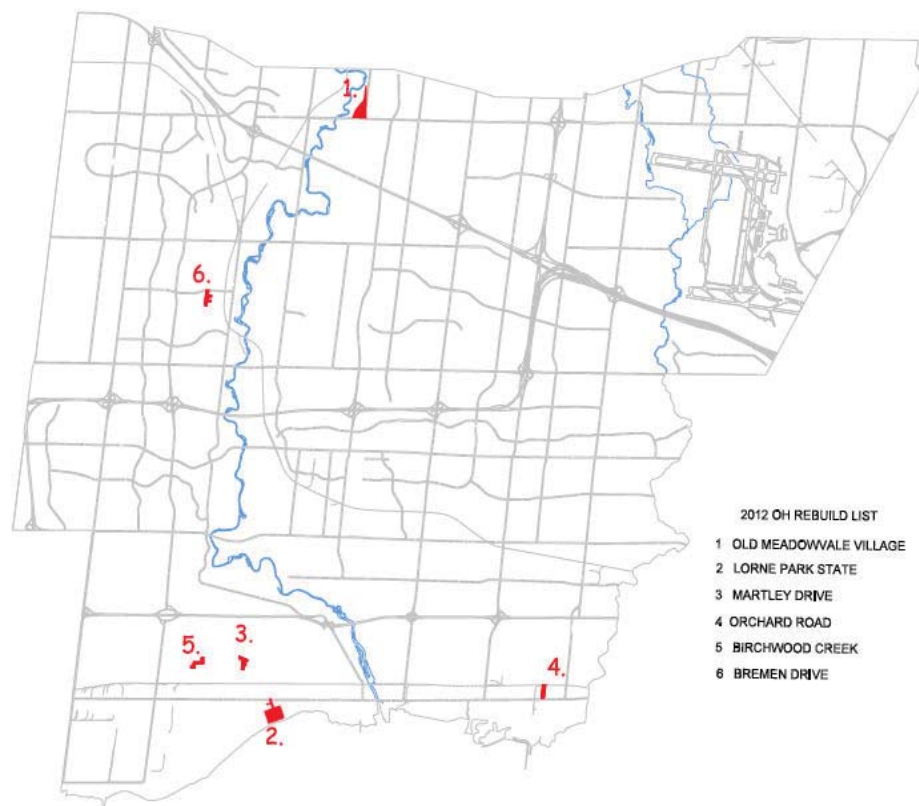 1.
6.
5.
3.
4.
2.
2012 OH REBUILD LIST
1 OLD MEADOWVALE VILLAGE
2 LORNE PARK STATE
3 MARTLEY DRIVE
4 ORCHARD ROAD
5 BIRCHWOOD CREEK
6 BREMEN DRIVE